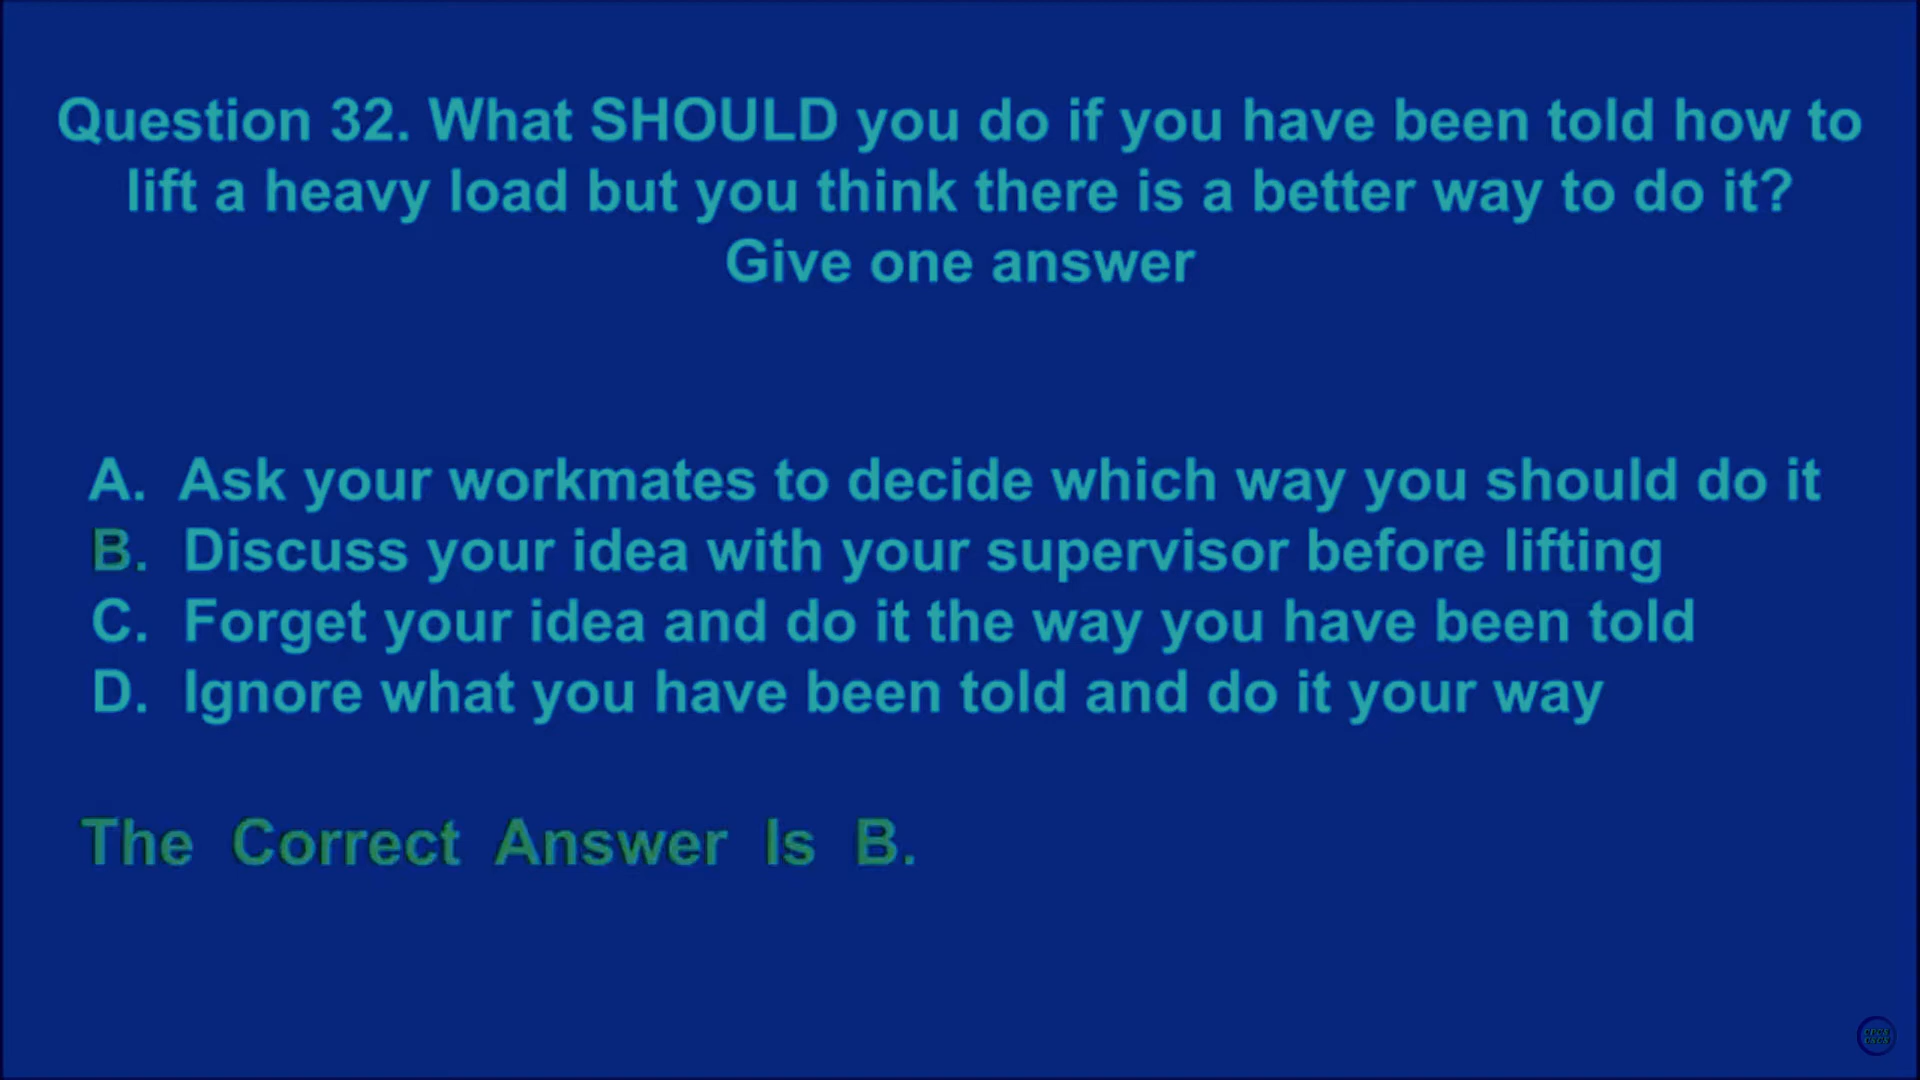 Question 32. What SHOULD you do if you have been told how to
lift a heavy load but you think there is a better way to do it?
Give one answer
A. Ask your workmates to decide which way you should do it
B. Discuss your idea with your supervisor before lifting
C. Forget your idea and do it the way you have been told
D. Ignore what you have been told and do it your way
The Correct Answer Is B.